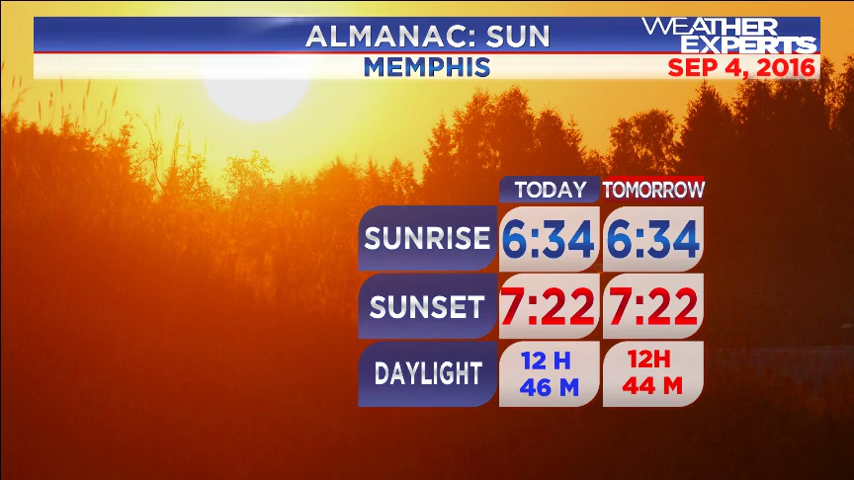 ALMANAC: SUN
WEATHER
EXPERTS
MEMPHIS
SEP 4, 2016
TODAY
TOMORROW
SUNRISE
6:34
6:34
SUNSET
7:22
7:22
DAYLIGHT
12 H
46 M
12H
44 M